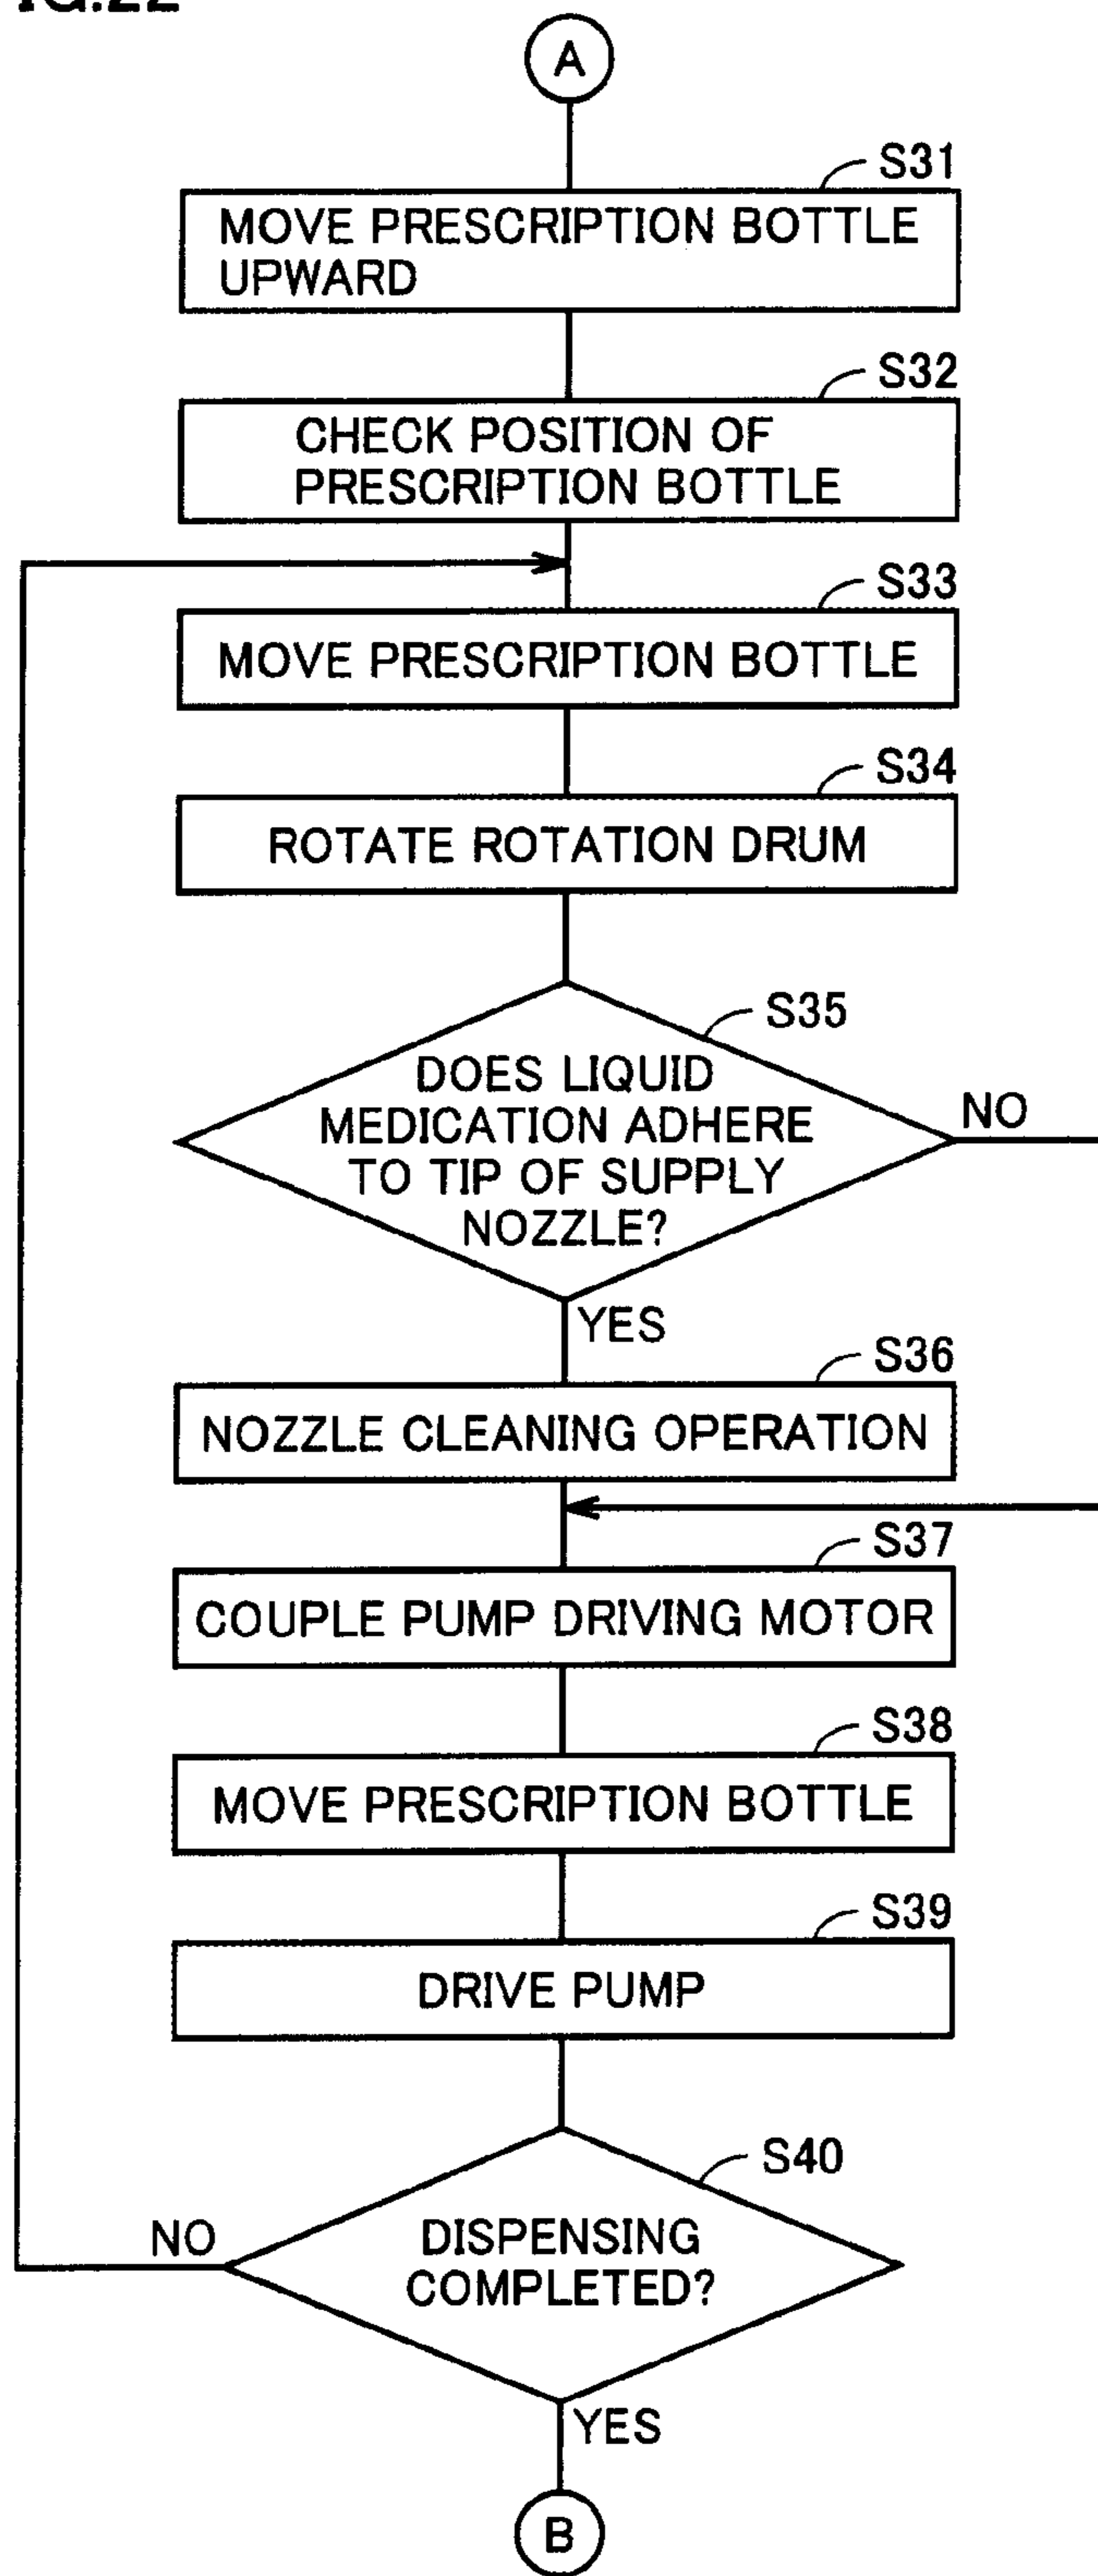 IG.22
A
S31
MOVE PRESCRIPTION BOTTLE
UPWARD
S32
CHECK POSITION OF
PRESCRIPTION BOTTLE
S33
MOVE PRESCRIPTION BOTTLE
S34
ROTATE ROTATION DRUM
S35
DOES LIQUID
MEDICATION ADHERE
TO TIP OF SUPPLY
NOZZLE?
NO
YES
S36
NOZZLE CLEANING OPERATION
S37
COUPLE PUMP DRIVING MOTOR
S38
MOVE PRESCRIPTION BOTTLE
S39
DRIVE PUMP
S40
DISPENSING
COMPLETED?
NO
YES
B